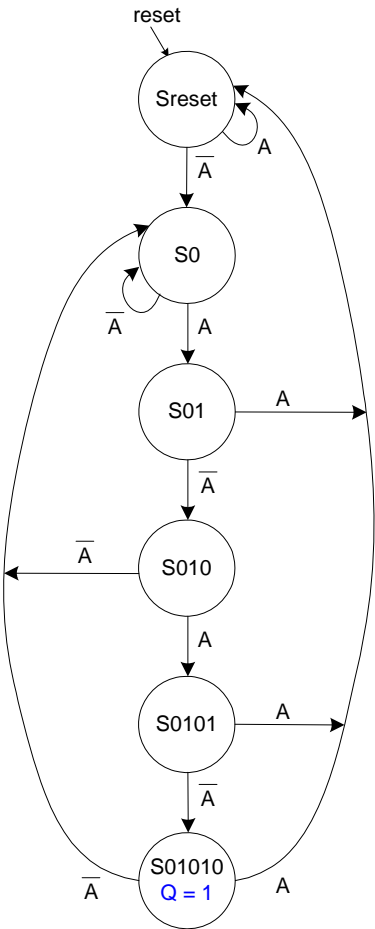 reset
Sreset
A
A̅
S0
A̅
A
S01
A
A̅
A̅
S010
A
S0101
A
A̅
S01010
Q = 1
A̅
A